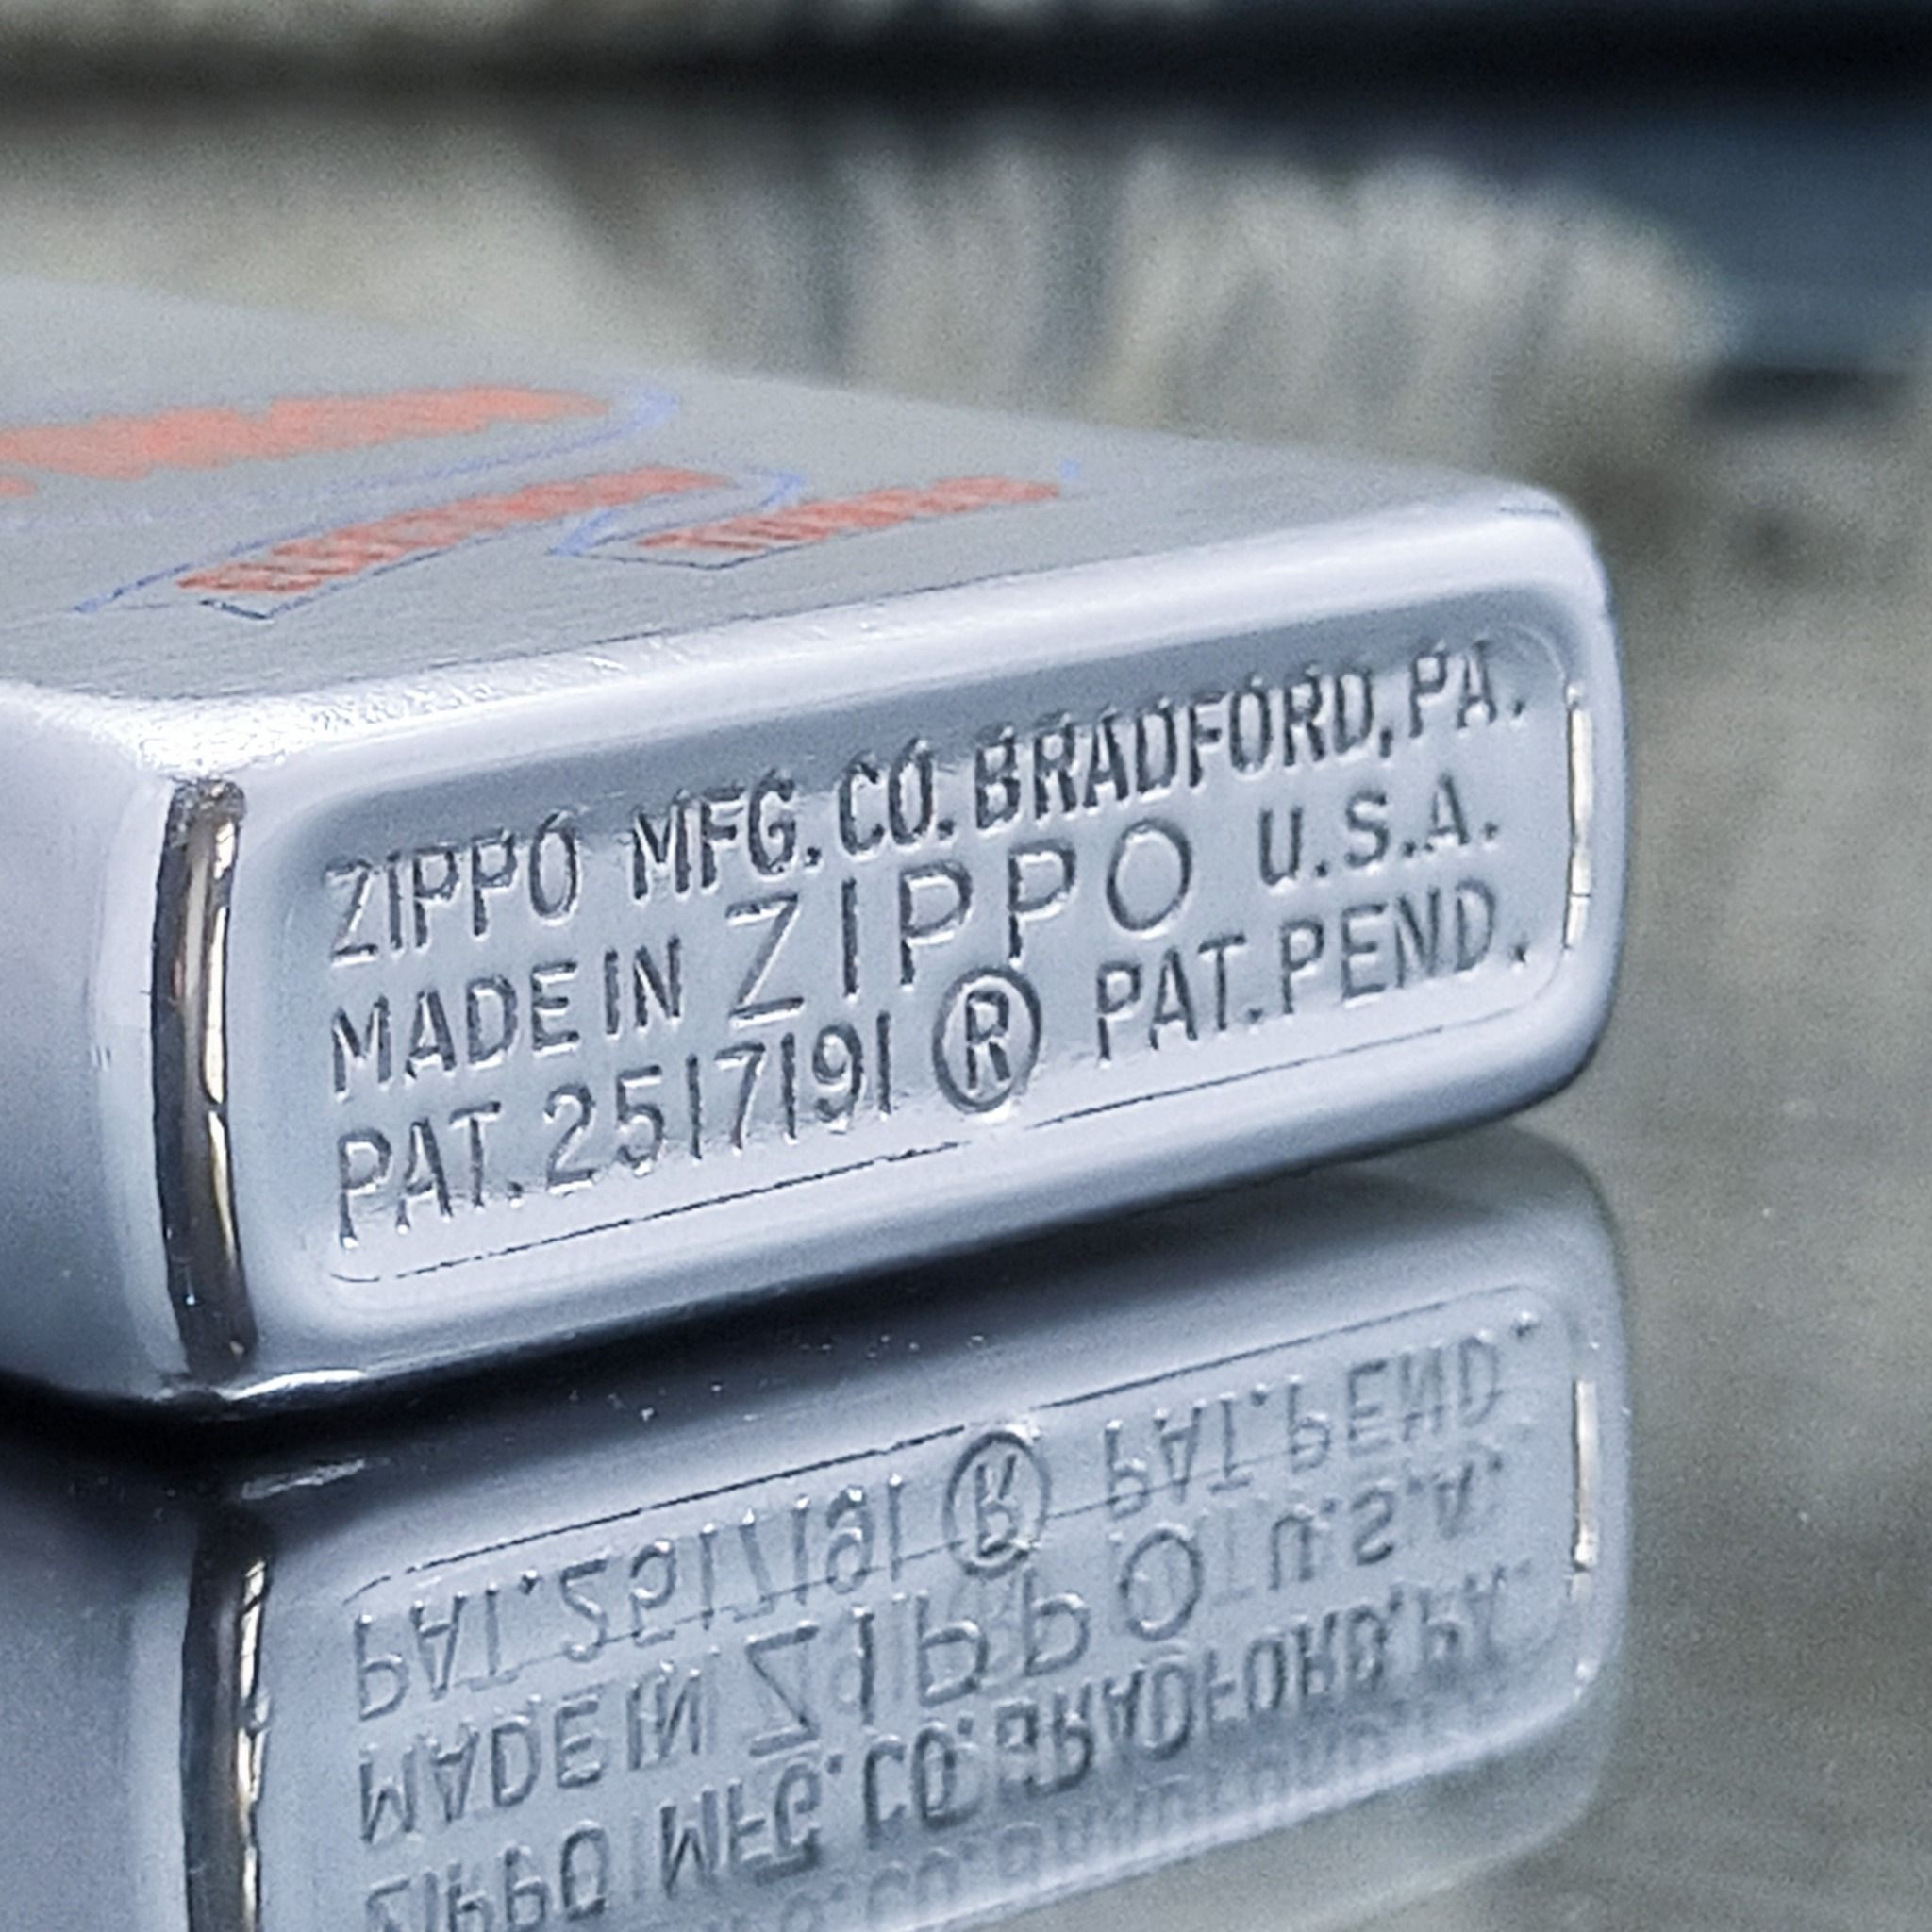 ZIPPO MFG. CO. BRADFORD, PA.
MADE IN ZIPPO U.S.A.
PAT. 2517191 ® PAT. PEND.